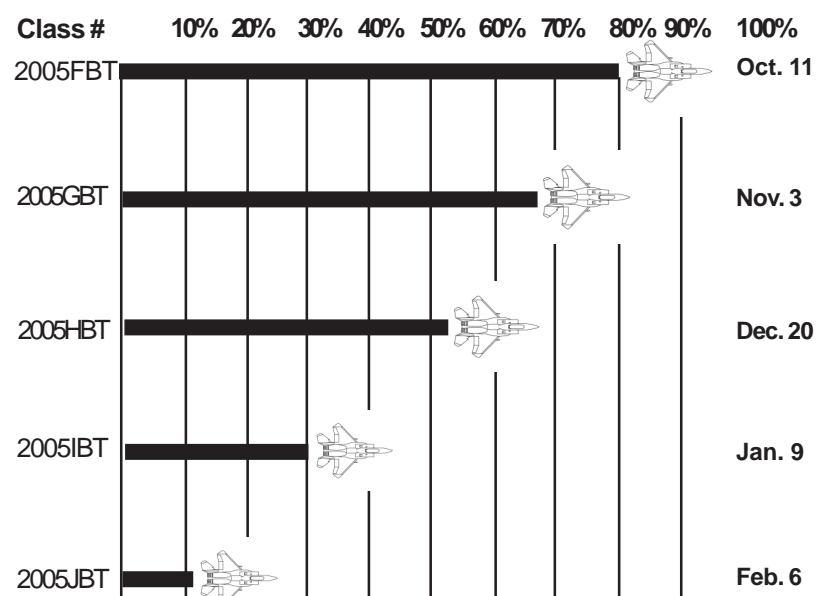 Class # 10% 20% 30% 40% 50% 60% 70% 80% 90% 100%
2005FBT Oct. 11
2005GBT Nov. 3
2005HBT Dec. 20
2005IBT Jan. 9
2005JBT Feb. 6